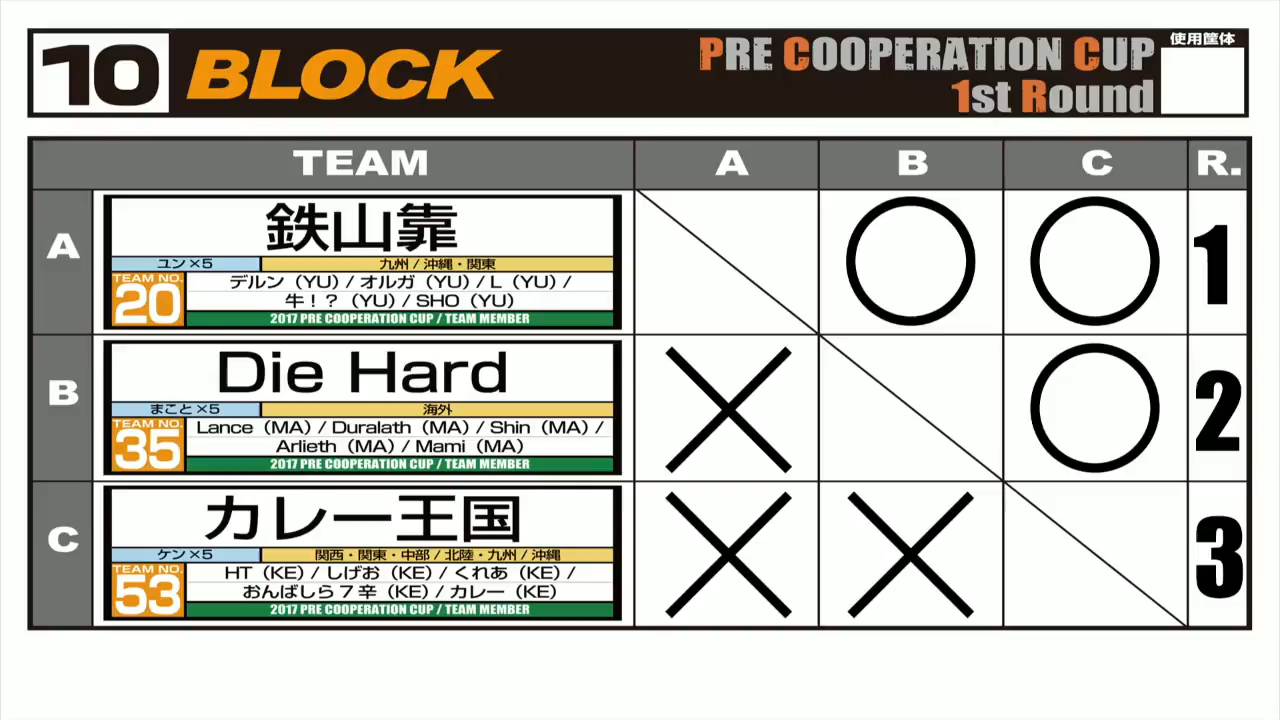 10 BLOCK
PRE COOPERATION CUP
1st Round
使用筐体
TEAM A B C R.
A
鉄山靠
ユン×5 九州 / 沖縄・関東
TEAM NO.
20
デルン（YU）/ オルガ（YU）/ L（YU）/
牛！？（YU）/ SHO（YU）
2017 PRE COOPERATION CUP / TEAM MEMBER
◯ ◯ 1
B
Die Hard
まこと×5 海外
TEAM NO.
35
Lance（MA）/ Duralath（MA）/ Shin（MA）/
Arlieth（MA）/ Mami（MA）
2017 PRE COOPERATION CUP / TEAM MEMBER
✕ ◯ 2
C
カレー王国
ケン×5 関西・関東・中部 / 北陸・九州 / 沖縄
TEAM NO.
53
HT（KE）/ しげお（KE）/ くれあ（KE）/
おんばしら７辛（KE）/ カレー（KE）
2017 PRE COOPERATION CUP / TEAM MEMBER
✕ ✕ 3